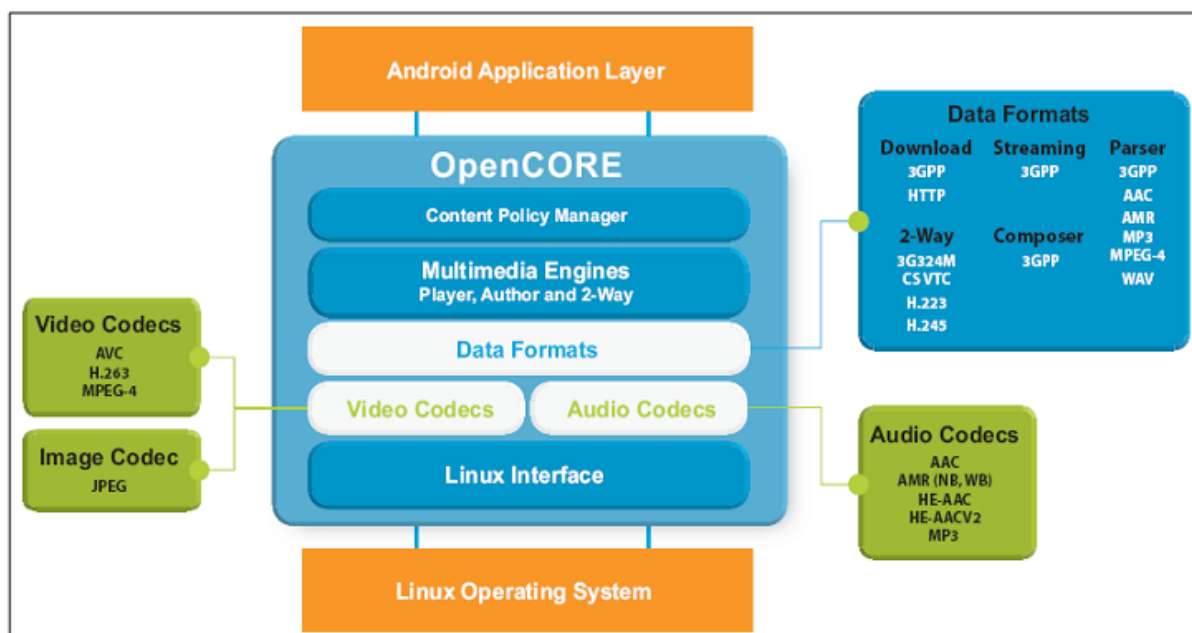 Android Application Layer
OpenCORE
Content Policy Manager
Multimedia Engines
Player, Author and 2-Way
Data Formats
Video Codecs
Audio Codecs
Linux Interface
Linux Operating System
Video Codecs
AVC
H.263
MPEG-4
Image Codec
JPEG
Data Formats
Download
3GPP
HTTP
Streaming
3GPP
Parser
3GPP
AAC
AMR
MP3
MPEG-4
WAV
2-Way
3G324M
CSVTC
H.223
H.245
Composer
3GPP
Audio Codecs
AAC
AMR (NB, WB)
HE-AAC
HE-AACV2
MP3